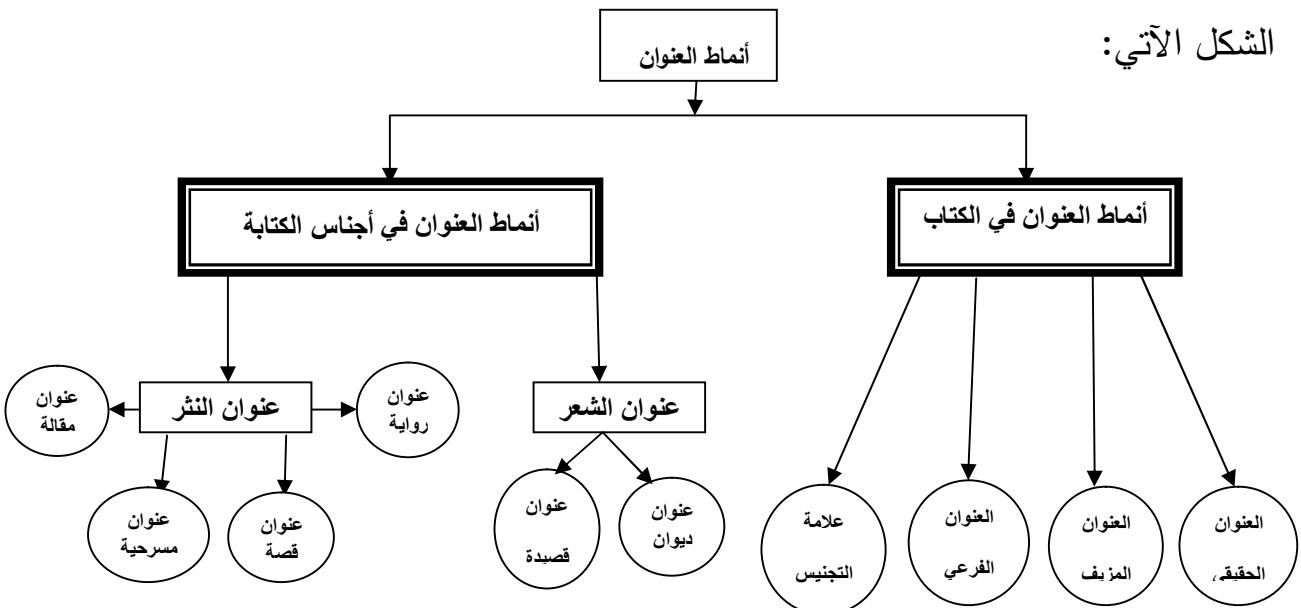 الشكل الآتي:
أنماط العنوان
أنماط العنوان في الكتاب
أنماط العنوان في أجناس الكتابة
عنوان الشعر
عنوان النثر
عنوان
رواية
عنوان
مقالة
العنوان
الحقيقي
العنوان
المزيف
العنوان
الفرعي
علامة
التجنيس
عنوان
ديوان
عنوان
قصيدة
عنوان
قصة
عنوان
مسرحية